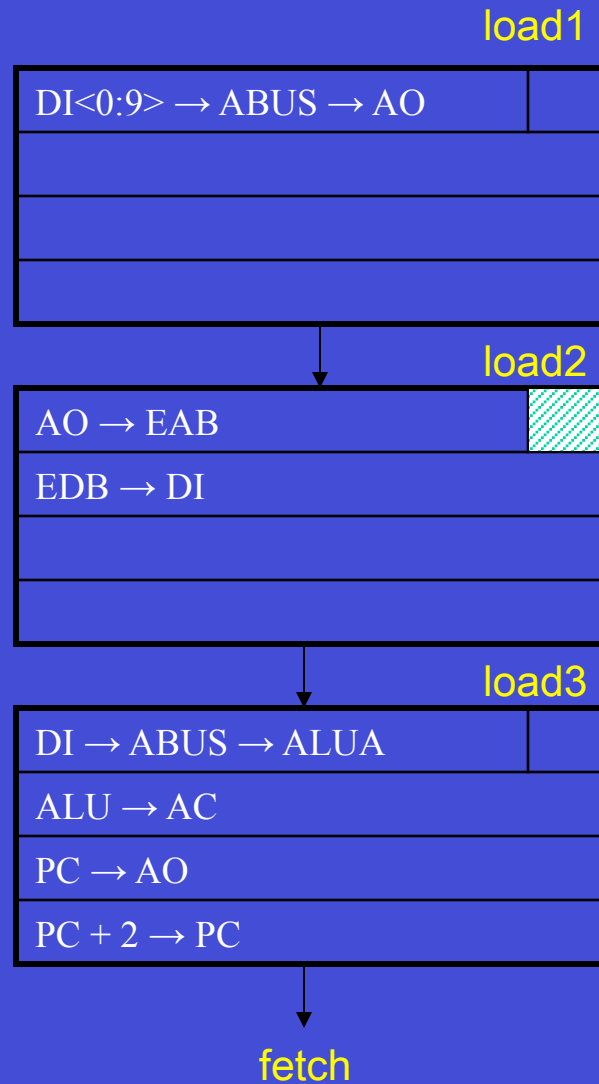 load1
DI<0:9> → ABUS → AO
load2
AO → EAB
EDB → DI
load3
DI → ABUS → ALUA
ALU → AC
PC → AO
PC + 2 → PC
fetch